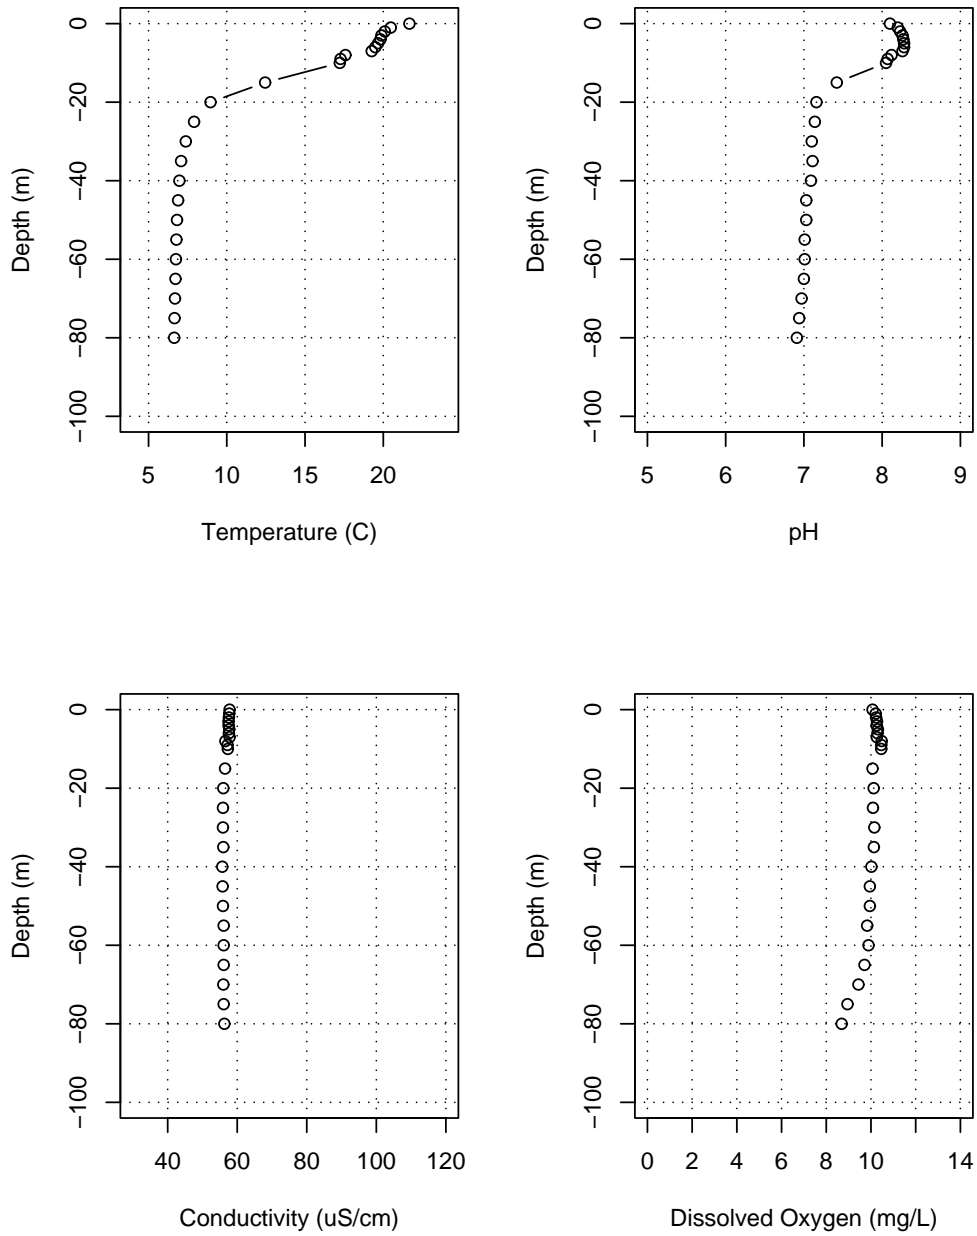 0
−20
−40
−60
−80
−100
Depth (m)
5 10 15 20
Temperature (C)
0
−20
−40
−60
−80
−100
Depth (m)
5 6 7 8 9
pH
0
−20
−40
−60
−80
−100
Depth (m)
40 60 80 100 120
Conductivity (uS/cm)
0
−20
−40
−60
−80
−100
Depth (m)
0 2 4 6 8 10 14
Dissolved Oxygen (mg/L)